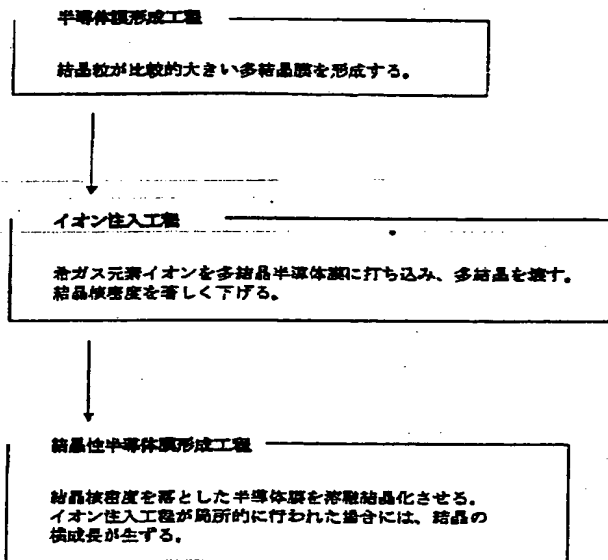 半導体膜形成工程
結晶粒が比較的大きい多結晶膜を形成する。
イオン注入工程
希ガス元素イオンを多結晶半導体膜に打ち込み、多結晶を壊す。
結晶核密度を著しく下げる。
結晶性半導体膜形成工程
結晶核密度を落とした半導体膜を溶融結晶化させる。
イオン注入工程が局所的に行われた場合には、結晶の
横成長が生ずる。